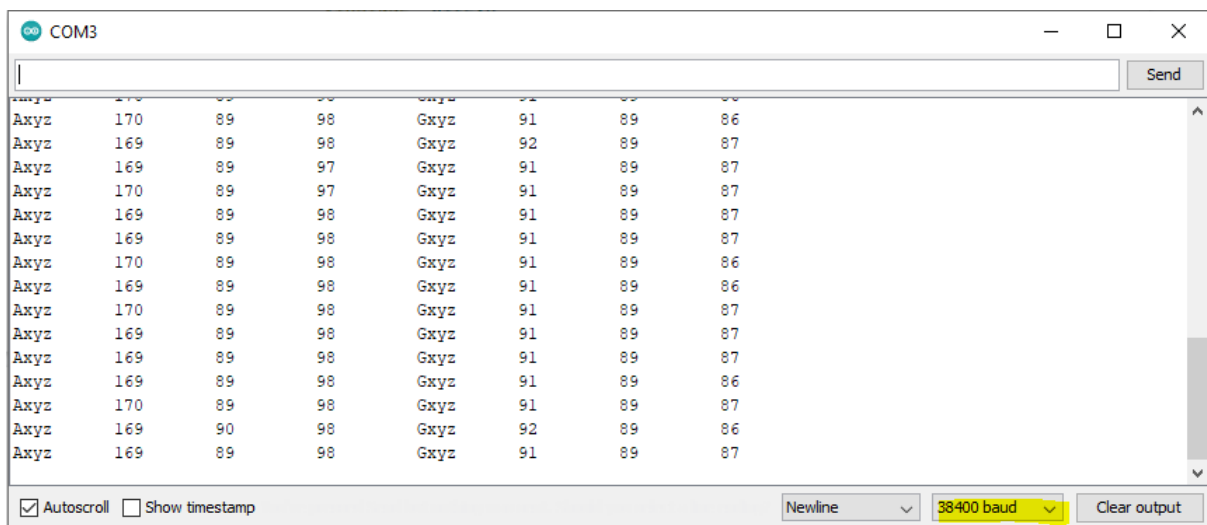 COM3
Send
Axyz 170 89 98 Gxyz 91 89 86
Axyz 169 89 98 Gxyz 92 89 87
Axyz 169 89 97 Gxyz 91 89 87
Axyz 170 89 97 Gxyz 91 89 87
Axyz 169 89 98 Gxyz 91 89 87
Axyz 169 89 98 Gxyz 91 89 87
Axyz 170 89 98 Gxyz 91 89 86
Axyz 169 89 98 Gxyz 91 89 86
Axyz 170 89 98 Gxyz 91 89 87
Axyz 169 89 98 Gxyz 91 89 87
Axyz 169 89 98 Gxyz 91 89 87
Axyz 169 89 98 Gxyz 91 89 86
Axyz 170 89 98 Gxyz 91 89 87
Axyz 169 90 98 Gxyz 92 89 86
Axyz 169 89 98 Gxyz 91 89 87
Autoscroll Show timestamp Newline 38400 baud Clear output